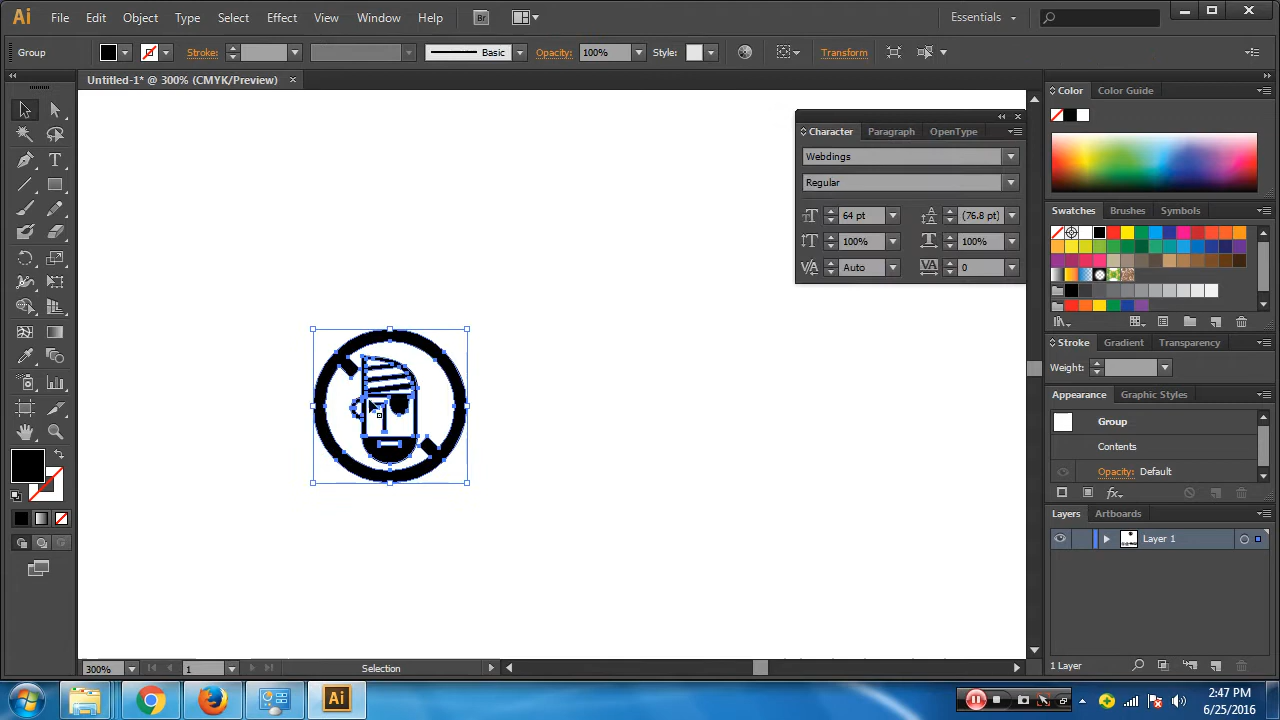 Ai File Edit Object Type Select Effect View Window Help Br Essentials
Group Stroke: Basic Opacity: 100% Style: Transform
Untitled-1* @ 300% (CMYK/Preview)
Character Paragraph OpenType
Webdings
Regular
64 pt (76.8 pt)
100% 100%
Auto 0
Color Color Guide
Swatches Brushes Symbols
Stroke Gradient Transparency
Weight:
Appearance Graphic Styles
Group
Contents
Opacity: Default
Layers Artboards
Layer 1
1 Layer
300% 1 Selection
Ai
2:47 PM
6/25/2016